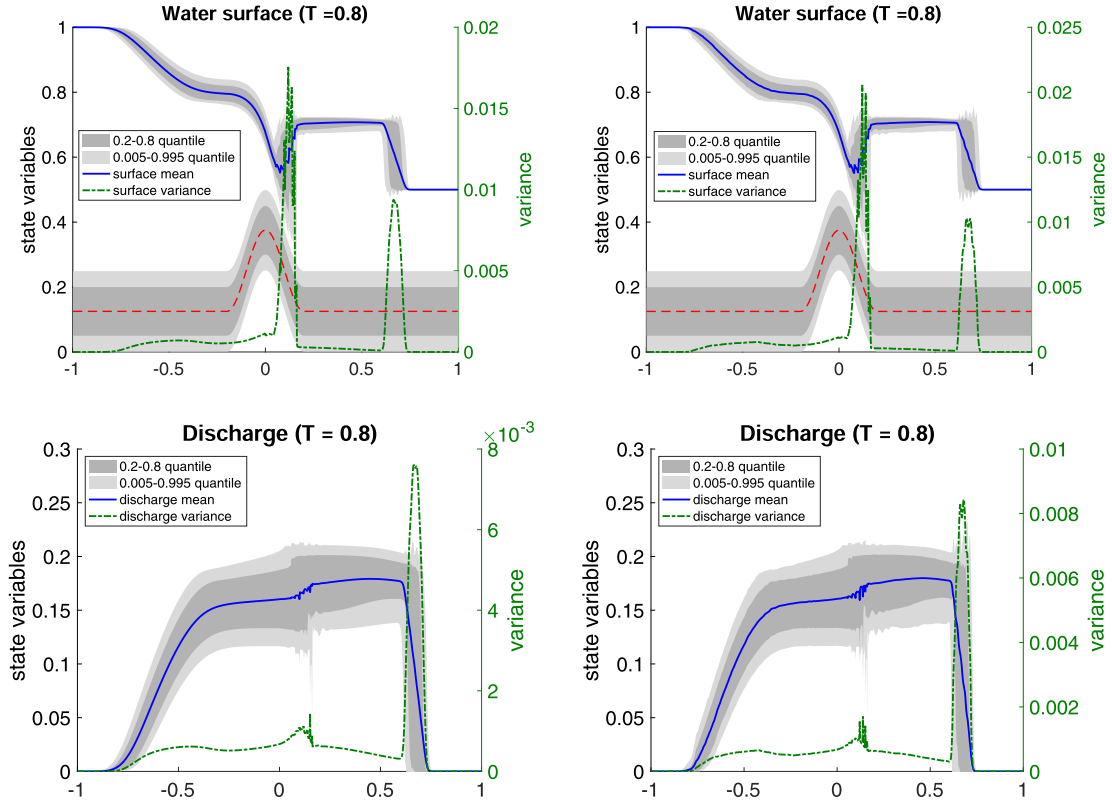 Water surface (T =0.8)
1
0.8
0.6
0.4
0.2
0
state variables
0.02
0.015
0.01
0.005
0
variance
0.2-0.8 quantile
0.005-0.995 quantile
surface mean
surface variance
-1 -0.5 0 0.5 1
Water surface (T =0.8)
1
0.8
0.6
0.4
0.2
0
state variables
0.025
0.02
0.015
0.01
0.005
0
variance
0.2-0.8 quantile
0.005-0.995 quantile
surface mean
surface variance
-1 -0.5 0 0.5 1
Discharge (T = 0.8)
×10⁻³
0.3
0.25
0.2
0.15
0.1
0.05
0
state variables
8
6
4
2
0
variance
0.2-0.8 quantile
0.005-0.995 quantile
discharge mean
discharge variance
-1 -0.5 0 0.5 1
Discharge (T = 0.8)
0.3
0.25
0.2
0.15
0.1
0.05
0
state variables
0.01
0.008
0.006
0.004
0.002
0
variance
0.2-0.8 quantile
0.005-0.995 quantile
discharge mean
discharge variance
-1 -0.5 0 0.5 1